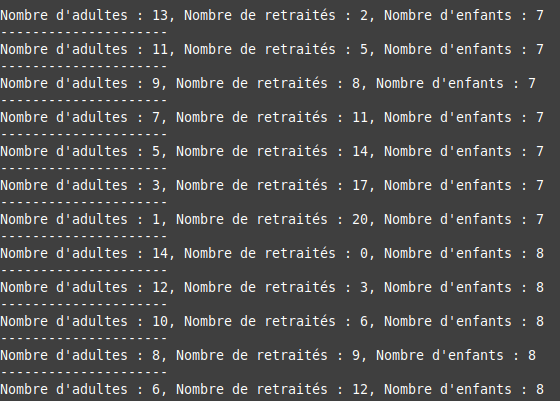 Nombre d'adultes : 13, Nombre de retraités : 2, Nombre d'enfants : 7
---------------------
Nombre d'adultes : 11, Nombre de retraités : 5, Nombre d'enfants : 7
---------------------
Nombre d'adultes : 9, Nombre de retraités : 8, Nombre d'enfants : 7
---------------------
Nombre d'adultes : 7, Nombre de retraités : 11, Nombre d'enfants : 7
---------------------
Nombre d'adultes : 5, Nombre de retraités : 14, Nombre d'enfants : 7
---------------------
Nombre d'adultes : 3, Nombre de retraités : 17, Nombre d'enfants : 7
---------------------
Nombre d'adultes : 1, Nombre de retraités : 20, Nombre d'enfants : 7
---------------------
Nombre d'adultes : 14, Nombre de retraités : 0, Nombre d'enfants : 8
---------------------
Nombre d'adultes : 12, Nombre de retraités : 3, Nombre d'enfants : 8
---------------------
Nombre d'adultes : 10, Nombre de retraités : 6, Nombre d'enfants : 8
---------------------
Nombre d'adultes : 8, Nombre de retraités : 9, Nombre d'enfants : 8
---------------------
Nombre d'adultes : 6, Nombre de retraités : 12, Nombre d'enfants : 8